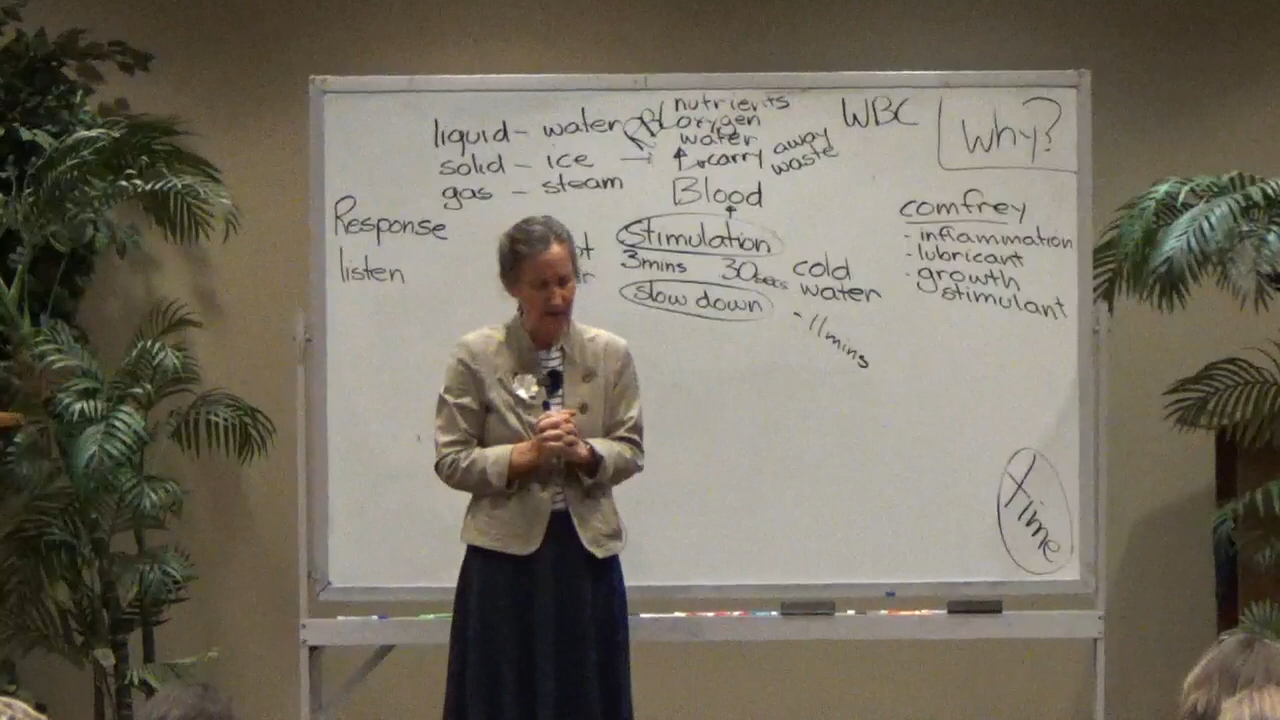 liquid - water
solid - ice →
gas - steam
RBC
nutrients
oxygen
water
carry away
waste
Blood
WBC
Why?
Response
listen
Stimulation
3mins 30secs
slow down
cold
water
- 11mins
comfrey
- inflammation
- lubricant
- growth
stimulant
time